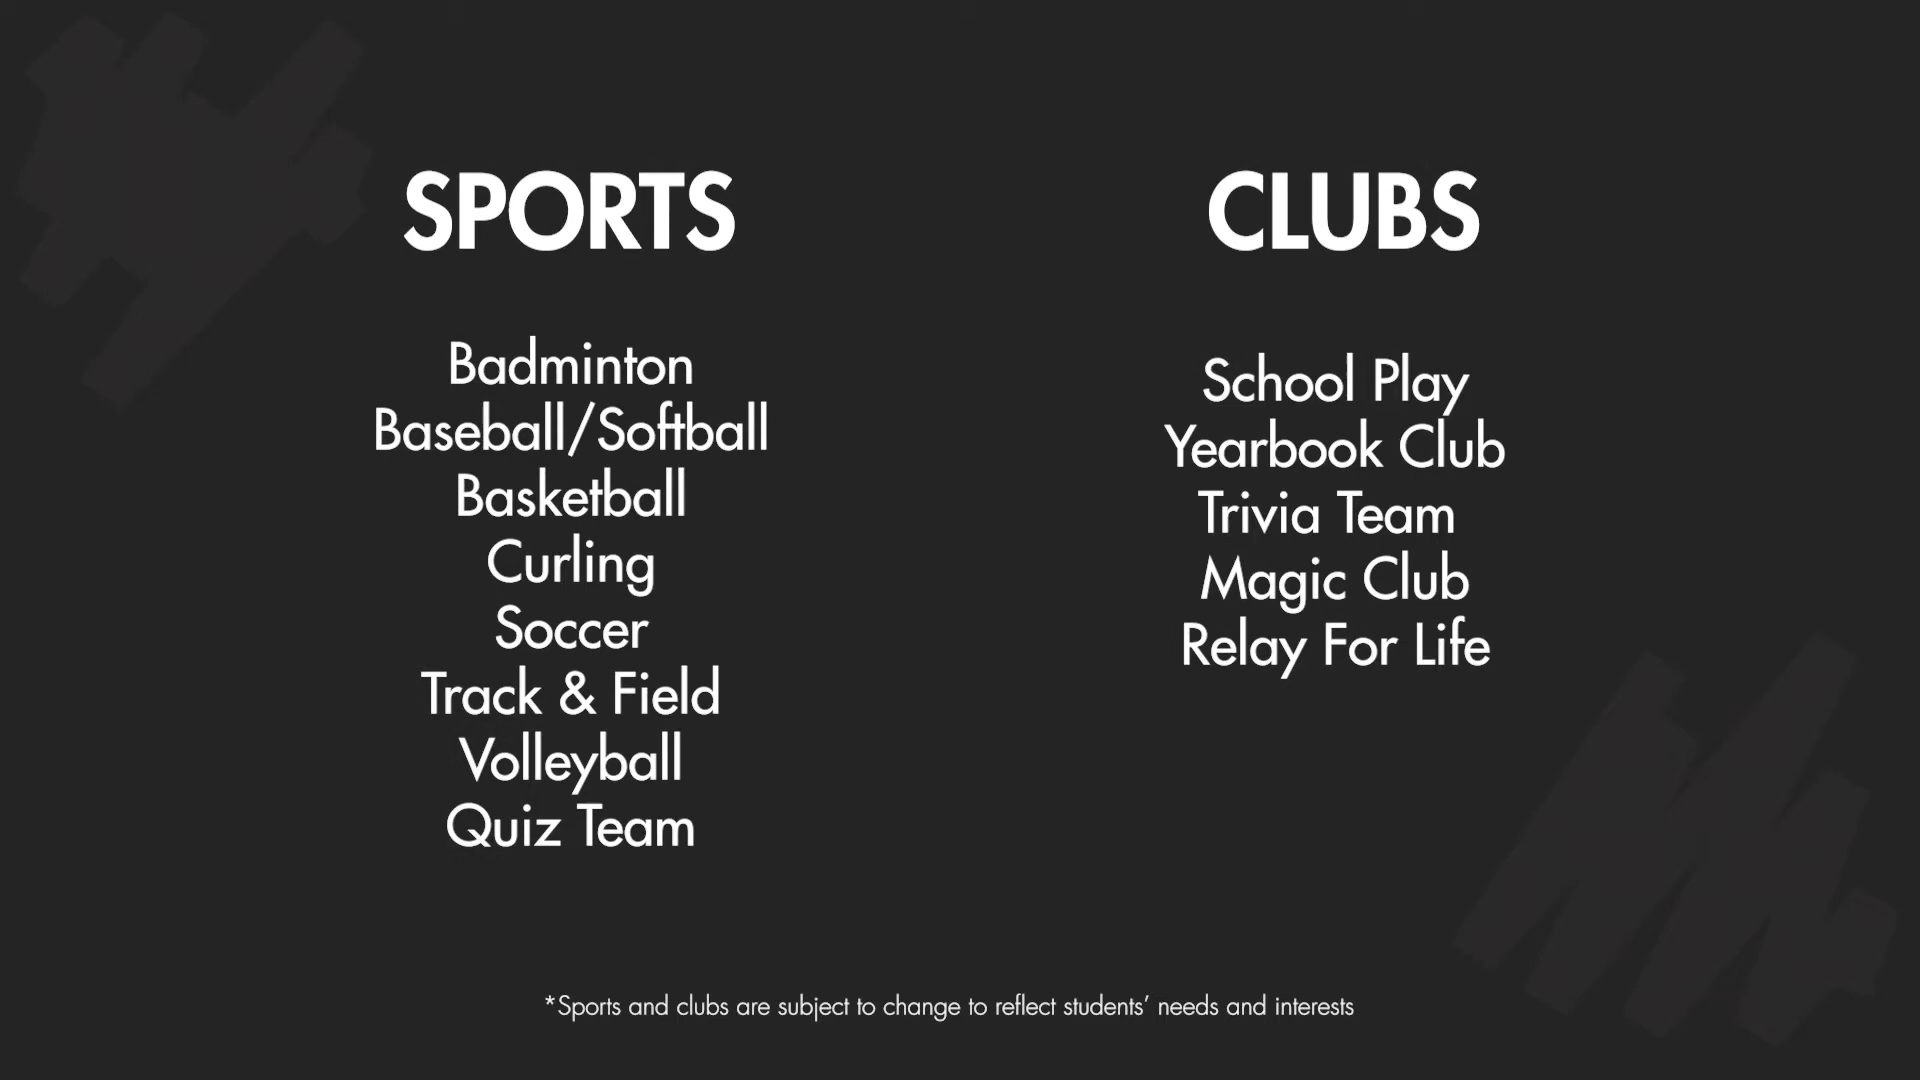 SPORTS
Badminton
Baseball/Softball
Basketball
Curling
Soccer
Track & Field
Volleyball
Quiz Team
CLUBS
School Play
Yearbook Club
Trivia Team
Magic Club
Relay For Life
*Sports and clubs are subject to change to reflect students’ needs and interests